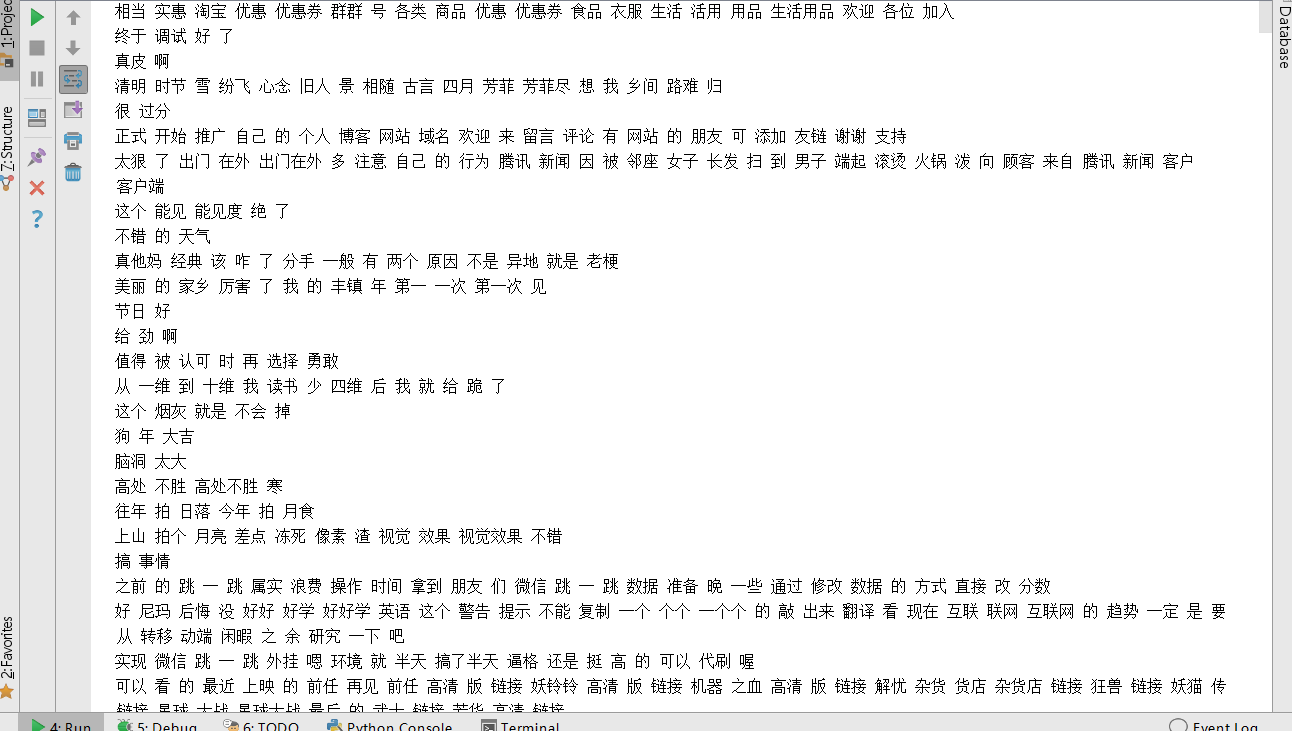 1:Project
7:Structure
2:Favorites
Database
相当 实惠 淘宝 优惠 优惠券 群群 号 各类 商品 优惠 优惠券 食品 衣服 生活 活用 用品 生活用品 欢迎 各位 加入
终于 调试 好 了
真皮 啊
清明 时节 雪 纷飞 心念 旧人 景 相随 古言 四月 芳菲 芳菲尽 想 我 乡间 路难 归
很 过分
正式 开始 推广 自己 的 个人 博客 网站 域名 欢迎 来 留言 评论 有 网站 的 朋友 可 添加 友链 谢谢 支持
太狠 了 出门 在外 出门在外 多 注意 自己 的 行为 腾讯 新闻 因 被 邻座 女子 长发 扫 到 男子 端起 滚烫 火锅 泼 向 顾客 来自 腾讯 新闻 客户
客户端
这个 能见 能见度 绝 了
不错 的 天气
真他妈 经典 该 咋 了 分手 一般 有 两个 原因 不是 异地 就是 老梗
美丽 的 家乡 厉害 了 我 的 丰镇 年 第一 一次 第一次 见
节日 好
给 劲 啊
值得 被 认可 时 再 选择 勇敢
从 一维 到 十维 我 读书 少 四维 后 我 就 给 跪 了
这个 烟灰 就是 不会 掉
狗 年 大吉
脑洞 太大
高处 不胜 高处不胜 寒
往年 拍 日落 今年 拍 月食
上山 拍个 月亮 差点 冻死 像素 渣 视觉 效果 视觉效果 不错
搞 事情
之前 的 跳 一 跳 属实 浪费 操作 时间 拿到 朋友 们 微信 跳 一 跳 数据 准备 晚 一些 通过 修改 数据 的 方式 直接 改 分数
好 尼玛 后悔 没 好好 好学 好好学 英语 这个 警告 提示 不能 复制 一个 个个 一个个 的 敲 出来 翻译 看 现在 互联 联网 互联网 的 趋势 一定 是 要
从 转移 动端 闲暇 之 余 研究 一下 吧
实现 微信 跳 一 跳 外挂 嗯 环境 就 半天 搞了半天 逼格 还是 挺 高 的 可以 代刷 喔
可以 看 的 最近 上映 的 前任 再见 前任 高清 版 链接 妖铃铃 高清 版 链接 机器 之血 高清 版 链接 解忧 杂货 货店 杂货店 链接 狂兽 链接 妖猫 传
链接 星球 大战 星球大战 最后 的 武士 链接 芳华 高清 链接
4: Run
5: Debug
6: TODO
Python Console
Terminal
Event Log